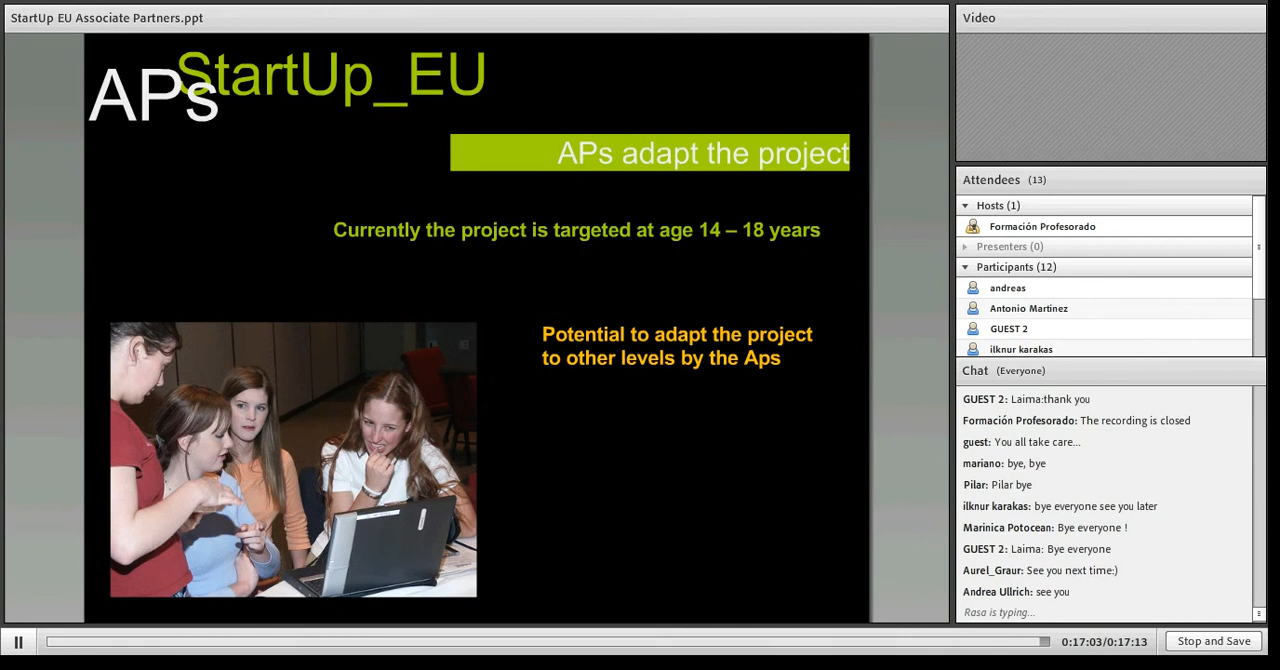 StartUp EU Associate Partners.ppt
StartUp_EU
APs
APs adapt the project
Currently the project is targeted at age 14 – 18 years
Potential to adapt the project
to other levels by the Aps
Video
Attendees (13)
Hosts (1)
Formación Profesorado
Presenters (0)
Participants (12)
andreas
Antonio Martinez
GUEST 2
ilknur karakas
Chat (Everyone)
GUEST 2: Laima:thank you
Formación Profesorado: The recording is closed
guest: You all take care...
mariano: bye, bye
Pilar: Pilar bye
ilknur karakas: bye everyone see you later
Marinica Potocean: Bye everyone !
GUEST 2: Laima: Bye everyone
Aurel_Graur: See you next time:)
Andrea Ullrich: see you
Rasa is typing...
0:17:03/0:17:13
Stop and Save